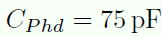 C_{Phd} = 75 pF